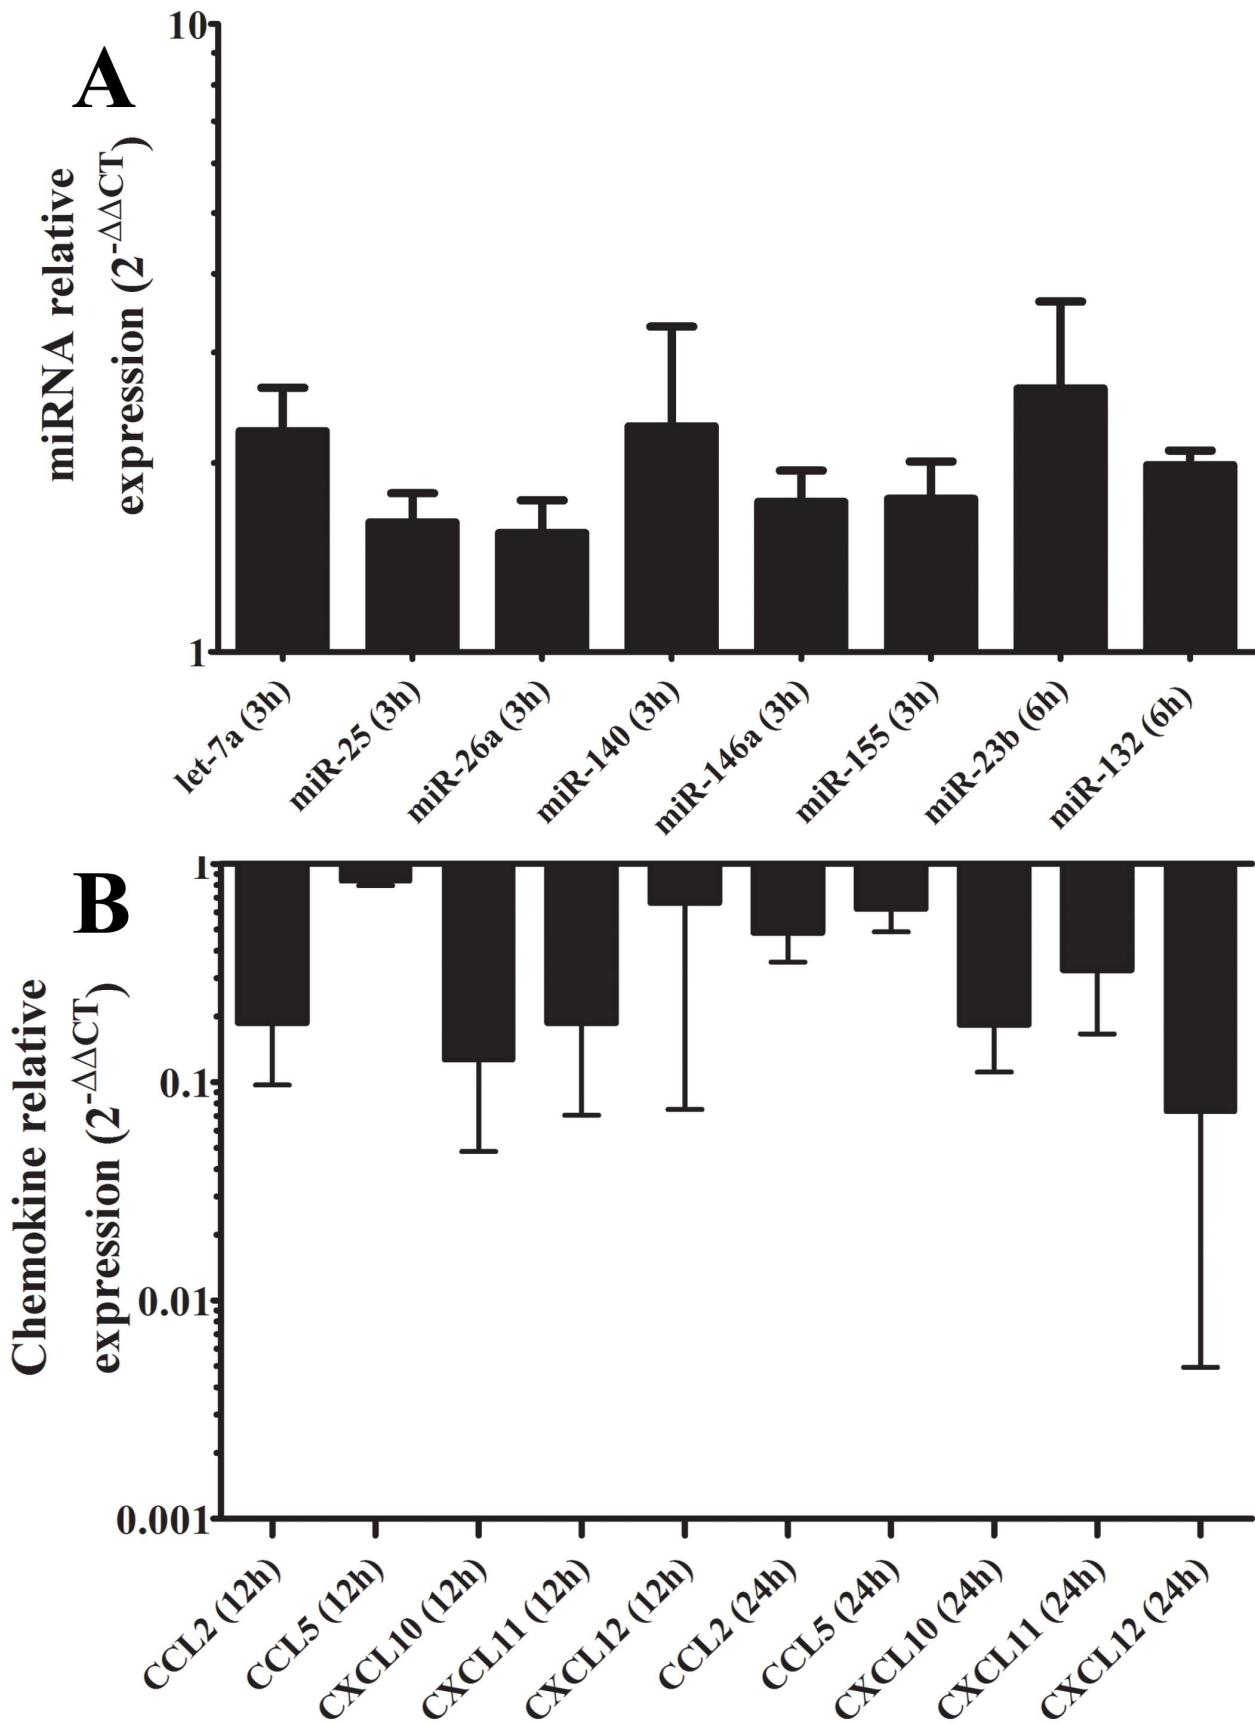 A
miRNA relative
expression (2-ΔΔCT)
10
1
let-7a (3h)
miR-25 (3h)
miR-26a (3h)
miR-140 (3h)
miR-146a (3h)
miR-155 (3h)
miR-23b (6h)
miR-132 (6h)
B
Chemokine relative
expression (2-ΔΔCT)
1
0.1
0.01
0.001
CCL2 (12h)
CCL5 (12h)
CXCL10 (12h)
CXCL11 (12h)
CXCL12 (12h)
CCL2 (24h)
CCL5 (24h)
CXCL10 (24h)
CXCL11 (24h)
CXCL12 (24h)